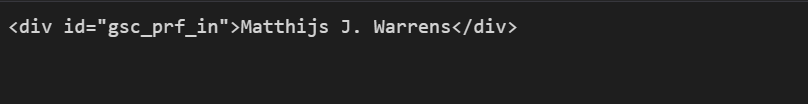 <div id="gsc_prf_in">Matthijs J. Warrens</div>